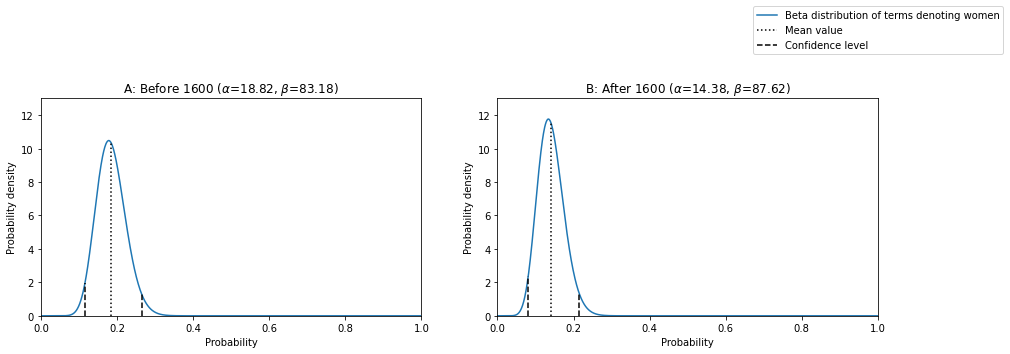 Beta distribution of terms denoting women
Mean value
Confidence level
A: Before 1600 (α=18.82, β=83.18)
12
10
8
6
4
2
0
Probability density
0.0 0.2 0.4 0.6 0.8 1.0
Probability
B: After 1600 (α=14.38, β=87.62)
12
10
8
6
4
2
0
Probability density
0.0 0.2 0.4 0.6 0.8 1.0
Probability